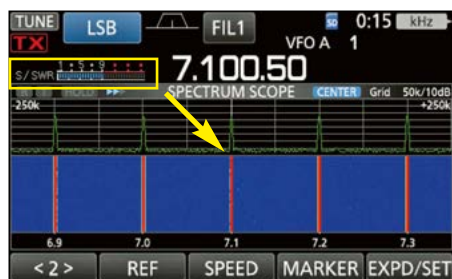 TUNE LSB FIL1 SD 0:15 kHz
TX VFO A 1
1 • 5 • 9
S/SWR 7.100.50
HOLD SPECTRUM SCOPE CENTER Grid 50k/10dB
-250k +250k
6.9 7.0 7.1 7.2 7.3
< 2 > REF SPEED MARKER EXPD/SET